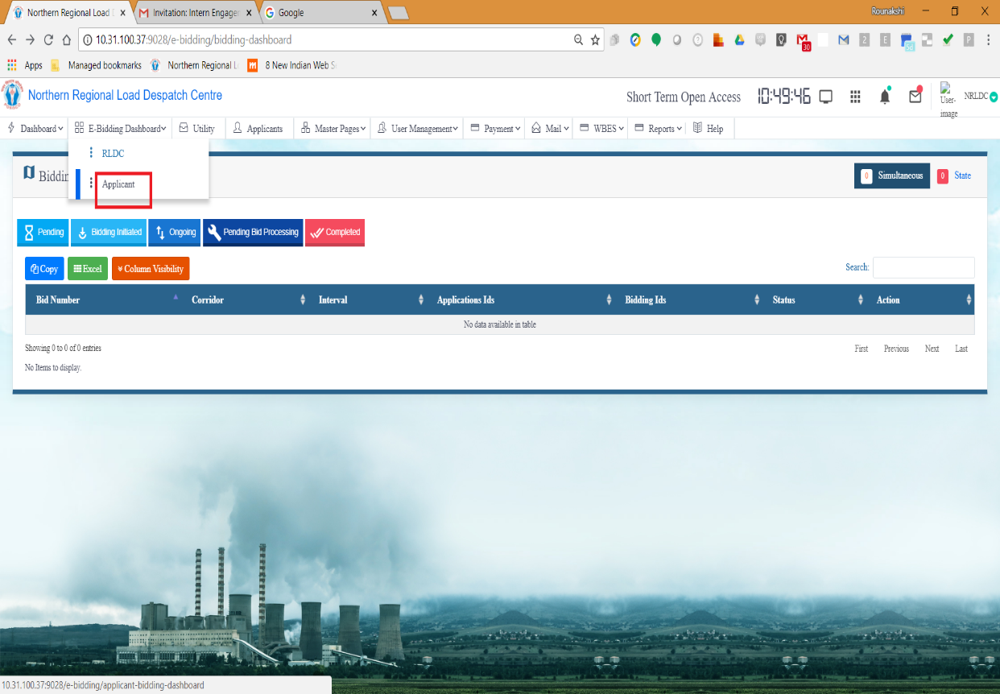 Northern Regional Load
Invitation: Intern Engager
Google
Rounakshi
10.31.100.37:9028/e-bidding/bidding-dashboard
30
2
E
5d
P
Apps
Managed bookmarks
Northern Regional L
8 New Indian Web S
Northern Regional Load Despatch Centre
Short Term Open Access
10:49:46
User-image
NRLDC
Dashboard
E-Bidding Dashboard
Utility
Applicants
Master Pages
User Management
Payment
Mail
WBES
Reports
Help
RLDC
Applicant
Biddin
0 Simultaneous
0 State
Pending
Bidding Initiated
Ongoing
Pending Bid Processing
Completed
Copy
Excel
Column Visibility
Search:
Bid Number
Corridor
Interval
Applications Ids
Bidding Ids
Status
Action
No data available in table
Showing 0 to 0 of 0 entries
First
Previous
Next
Last
No Items to display.
10.31.100.37:9028/e-bidding/applicant-bidding-dashboard